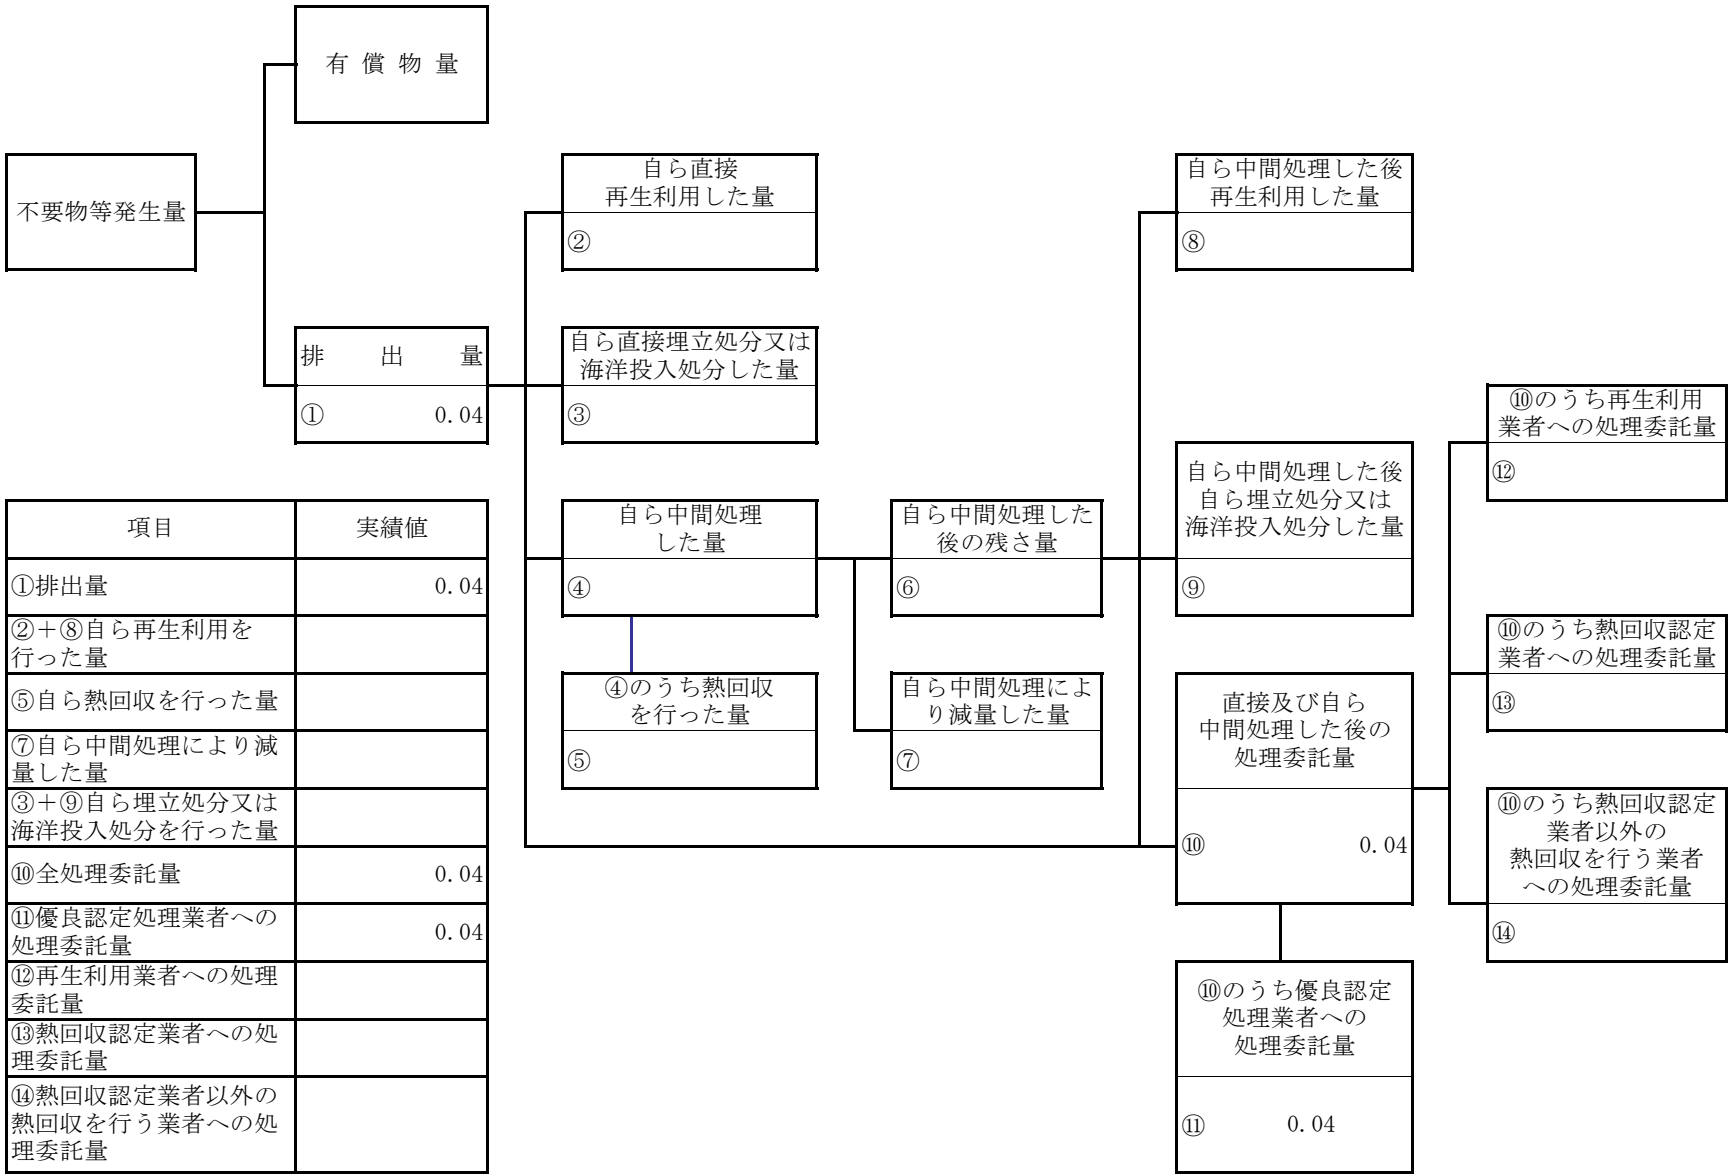 有償物量
不要物等発生量
排出量
① 0.04
自ら直接
再生利用した量
②
自ら直接埋立処分又は
海洋投入処分した量
③
自ら中間処理
した量
④
④のうち熱回収
を行った量
⑤
自ら中間処理した
後の残さ量
⑥
自ら中間処理によ
り減量した量
⑦
自ら中間処理した後
再生利用した量
⑧
自ら中間処理した後
自ら埋立処分又は
海洋投入処分した量
⑨
直接及び自ら
中間処理した後の
処理委託量
⑩ 0.04
⑩のうち優良認定
処理業者への
処理委託量
⑪ 0.04
⑩のうち再生利用
業者への処理委託量
⑫
⑩のうち熱回収認定
業者への処理委託量
⑬
⑩のうち熱回収認定
業者以外の
熱回収を行う業者
への処理委託量
⑭
項目 実績値
①排出量 0.04
②+⑧自ら再生利用を
行った量
⑤自ら熱回収を行った量
⑦自ら中間処理により減
量した量
③+⑨自ら埋立処分又は
海洋投入処分を行った量
⑩全処理委託量 0.04
⑪優良認定処理業者への
処理委託量 0.04
⑫再生利用業者への処理
委託量
⑬熱回収認定業者への処
理委託量
⑭熱回収認定業者以外の
熱回収を行う業者への処
理委託量